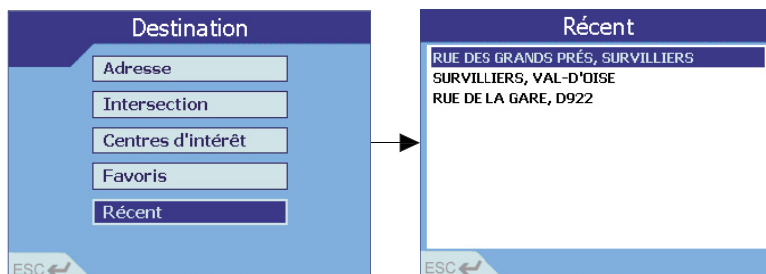 Destination
Adresse
Intersection
Centres d'intérêt
Favoris
Récent
ESC
Récent
RUE DES GRANDS PRÉS, SURVILLIERS
SURVILLIERS, VAL-D'OISE
RUE DE LA GARE, D922
ESC